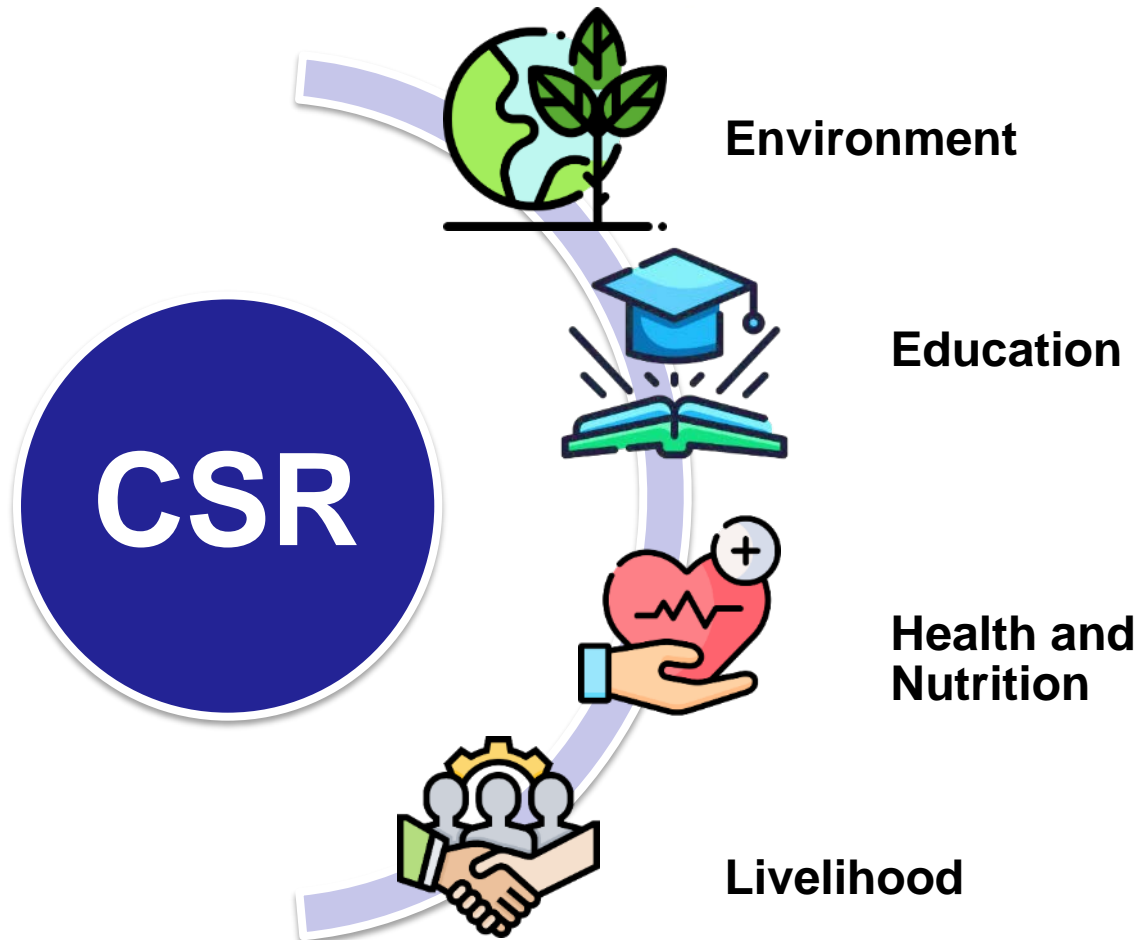 Environment
Education
CSR
Health and
Nutrition
Livelihood